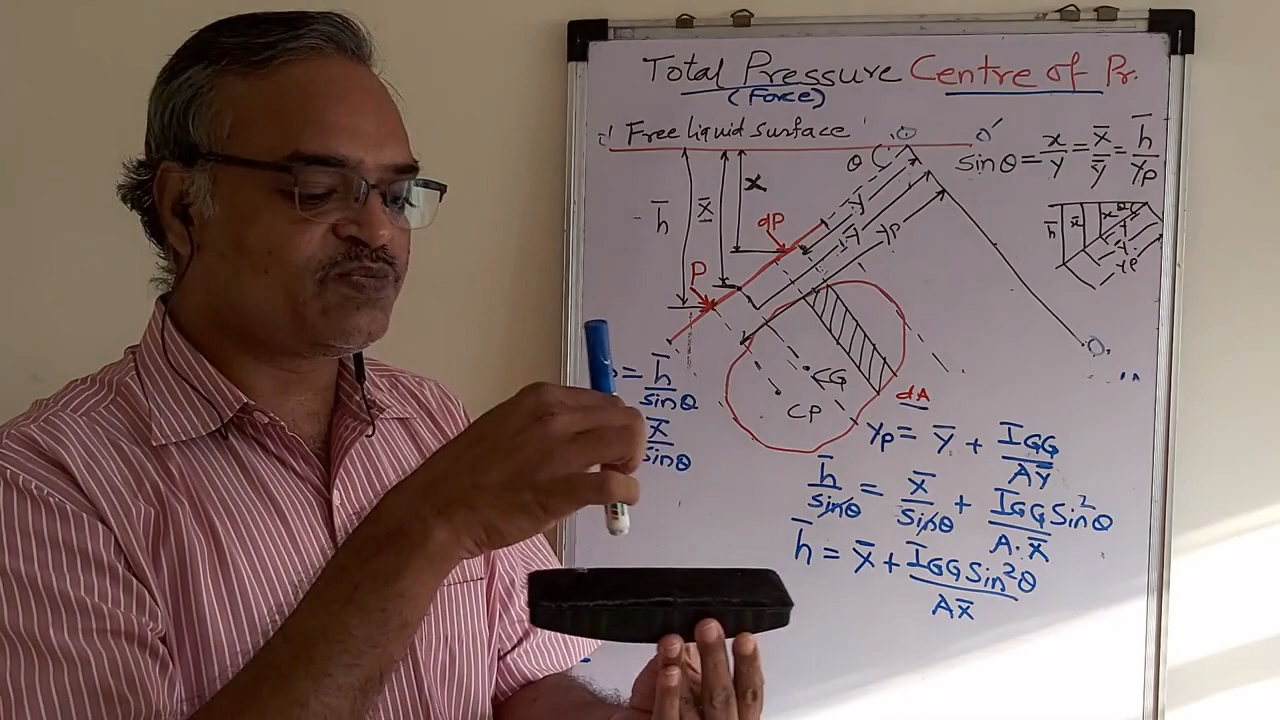 Total Pressure Centre of Pr.
(Force)
Free liquid surface
O O'
θ
sinθ = x/y = x̄/ȳ = h̄/yp
h̄ x̄ x
y
ȳ
yp
dP
P
h̄ x̄ x θ
y
ȳ
yp
O
CG
CP
dA
= h̄/sinθ
x̄/sinθ
yp = ȳ + IGG/Aȳ
h̄/sinθ = x̄/sinθ + IGG Sin²θ/A.x̄
h̄ = x̄ + IGG Sin²θ/Ax̄